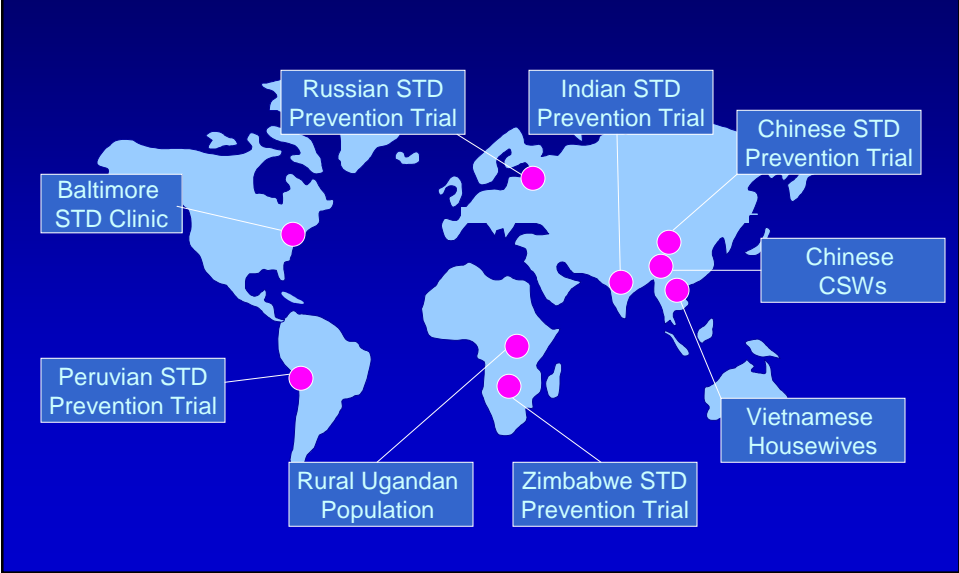 Russian STD
Prevention Trial
Indian STD
Prevention Trial
Chinese STD
Prevention Trial
Baltimore
STD Clinic
Chinese
CSWs
Peruvian STD
Prevention Trial
Vietnamese
Housewives
Rural Ugandan
Population
Zimbabwe STD
Prevention Trial